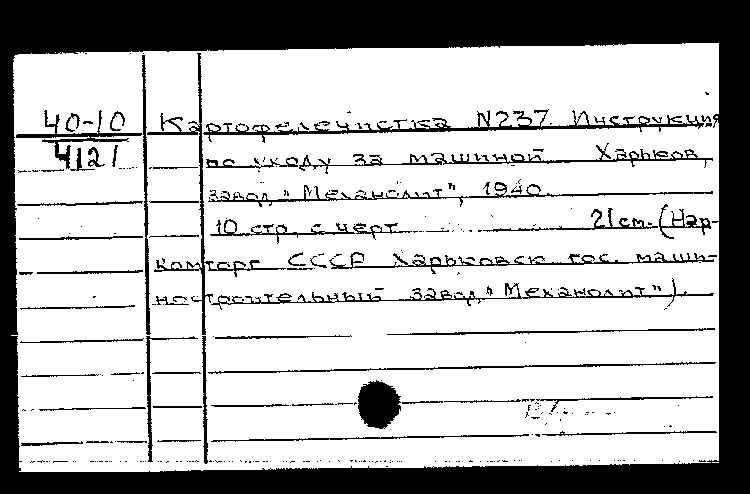 40-10
4121
Картофелечистка N237. Инструкция
по уходу за машиной. Харьков,
завод „Механолит", 1940.
10 стр. с черт. 21см. (Нар-
комторг СССР Харьковск гос. маши-
ностроительный завод „Механолит").